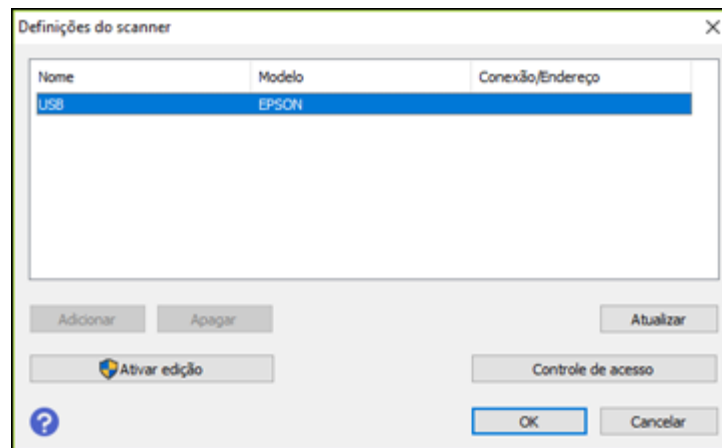 Definições do scanner
Nome Modelo Conexão/Endereço
USB EPSON
Adicionar Apagar Atualizar
Ativar edição Controle de acesso
? OK Cancelar